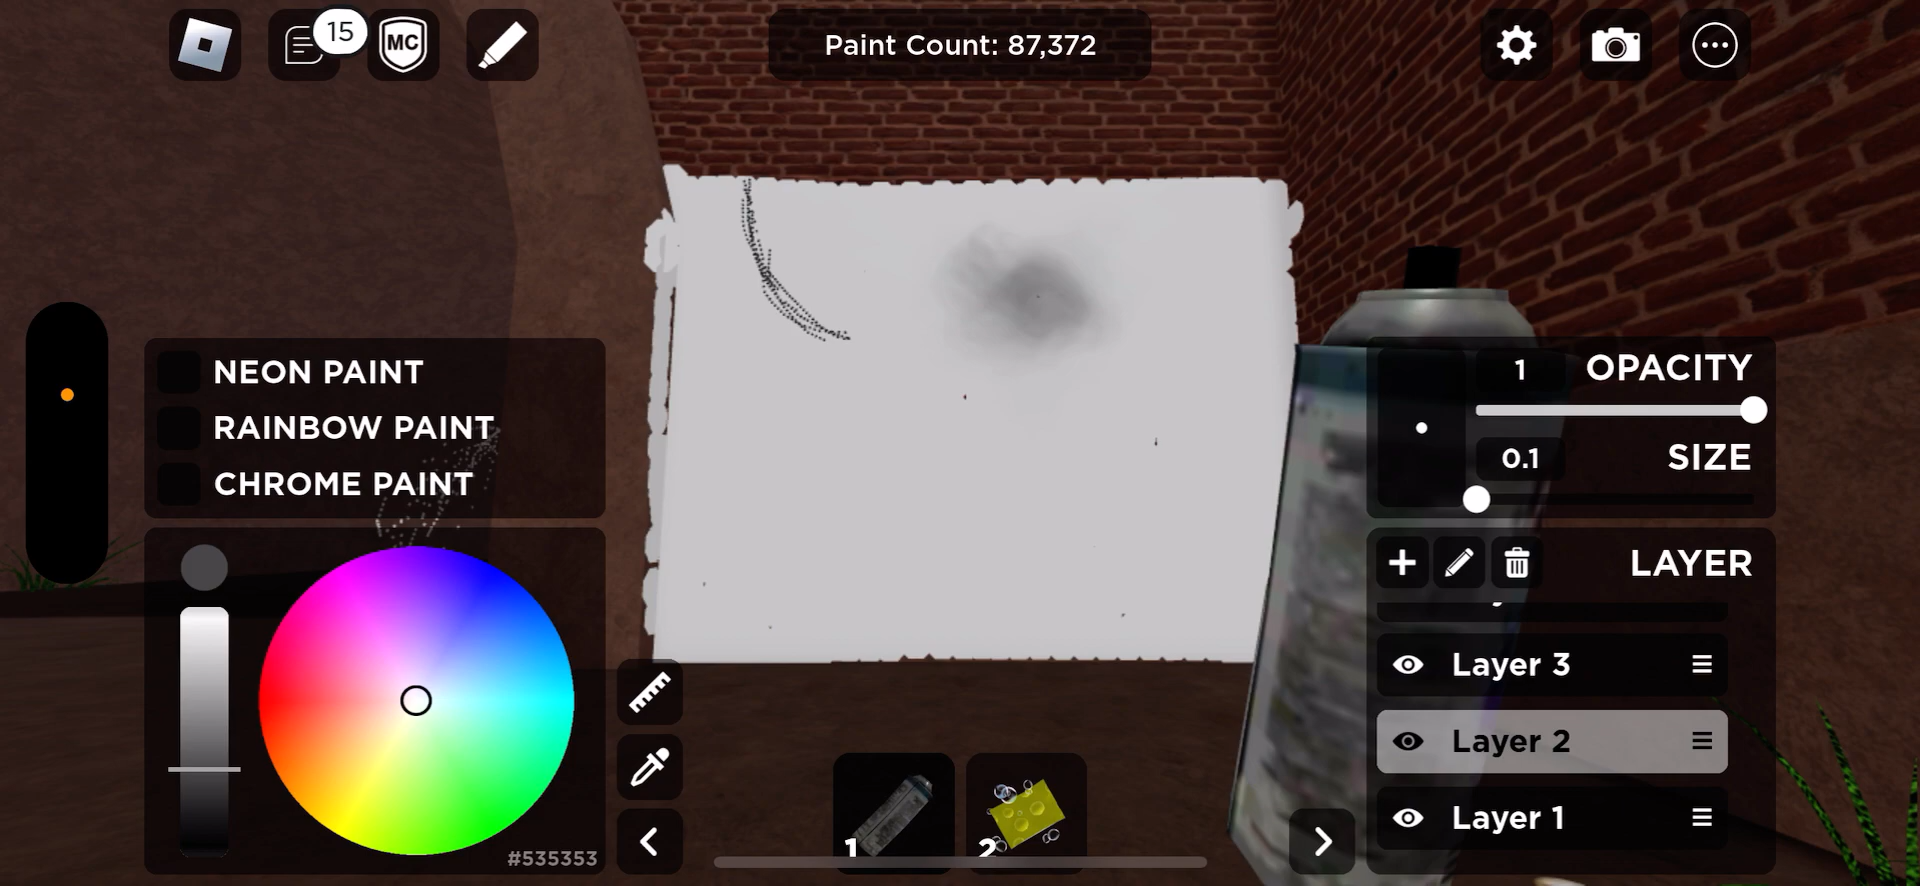 15
MC
Paint Count: 87,372
NEON PAINT
RAINBOW PAINT
CHROME PAINT
#535353
1
OPACITY
0.1
SIZE
LAYER
Layer 3
Layer 2
Layer 1
1
2